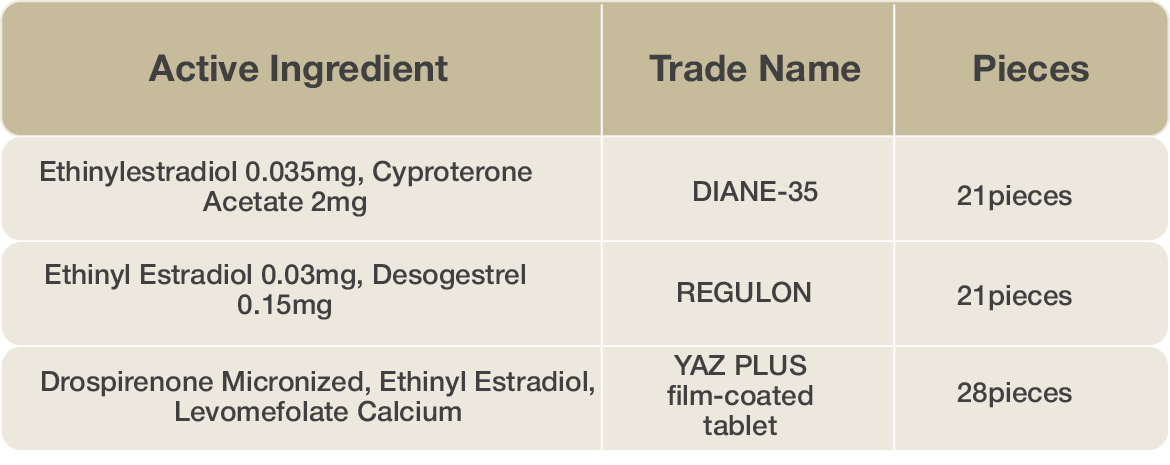 Active Ingredient Trade Name Pieces
Ethinylestradiol 0.035mg, Cyproterone
Acetate 2mg
DIANE-35
21pieces
Ethinyl Estradiol 0.03mg, Desogestrel
0.15mg
REGULON
21pieces
Drospirenone Micronized, Ethinyl Estradiol,
Levomefolate Calcium
YAZ PLUS
film-coated
tablet
28pieces